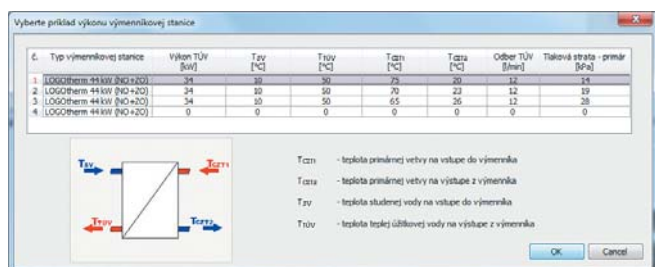 Vyberte príklad výkonu výmenníkovej stanice
č. Typ výmenníkovej stanice Výkon TÚV [kW] TSV [°C] TTÚV [°C] TCZT1 [°C] TCZT2 [°C] Odber TÚV [l/min] Tlaková strata - primár [kPa]
1 LOGOtherm 44 kW (NO+ZO) 34 10 50 75 20 12 14
2 LOGOtherm 44 kW (NO+ZO) 34 10 50 70 23 12 19
3 LOGOtherm 44 kW (NO+ZO) 34 10 50 65 26 12 28
4 LOGOtherm 44 kW (NO+ZO) 0 0 0 0 0 0 0
TSV TCZT1
TTÚV TCZT2
TCZT1 - teplota primárnej vetvy na vstupe do výmenníka
TCZT2 - teplota primárnej vetvy na výstupe z výmenníka
TSV - teplota studenej vody na vstupe do výmenníka
TTÚV - teplota teplej úžitkovej vody na výstupe z výmenníka
OK Cancel